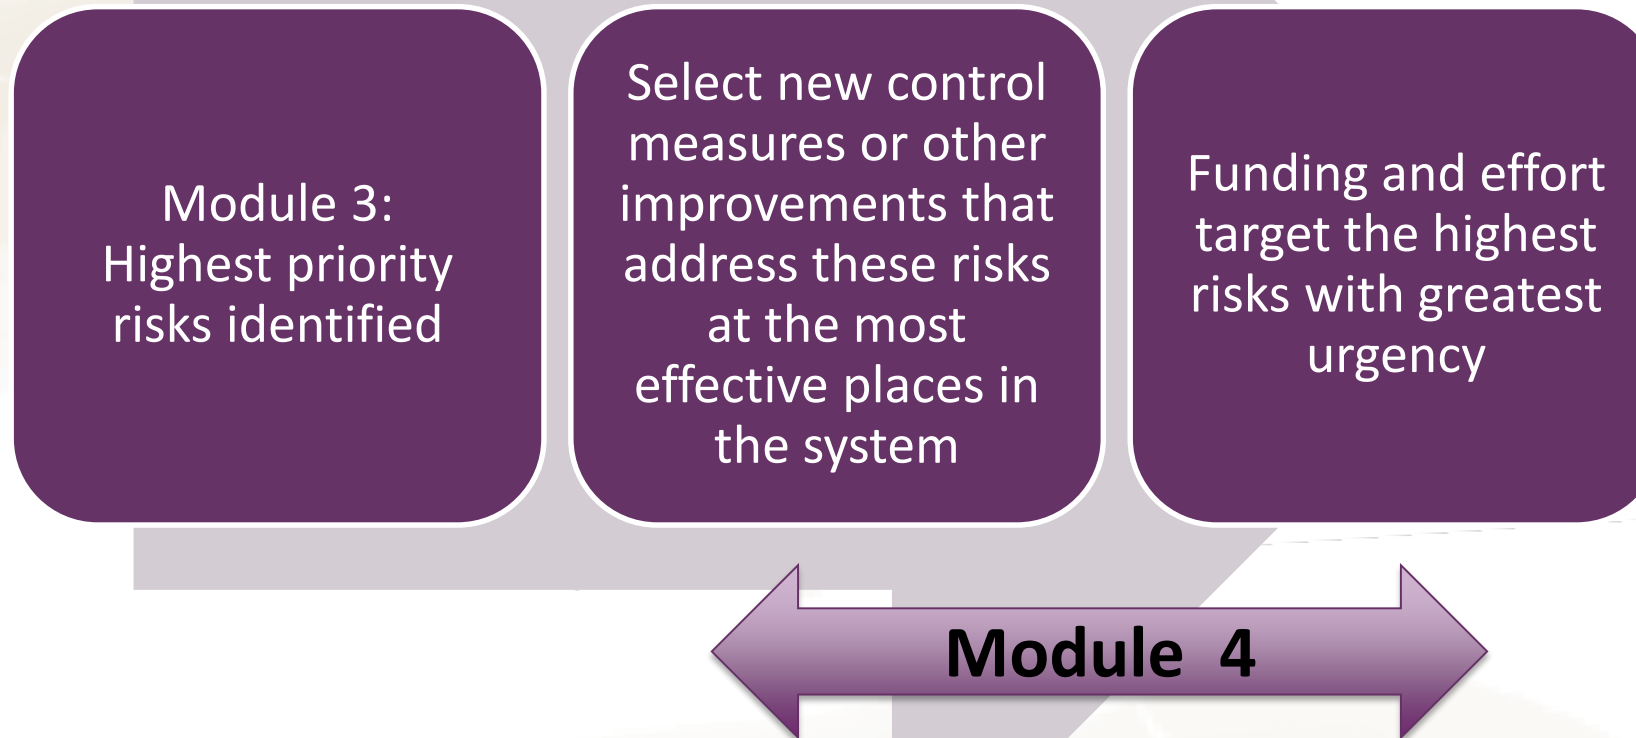 Module 3:
Highest priority
risks identified
Select new control
measures or other
improvements that
address these risks
at the most
effective places in
the system
Funding and effort
target the highest
risks with greatest
urgency
Module 4